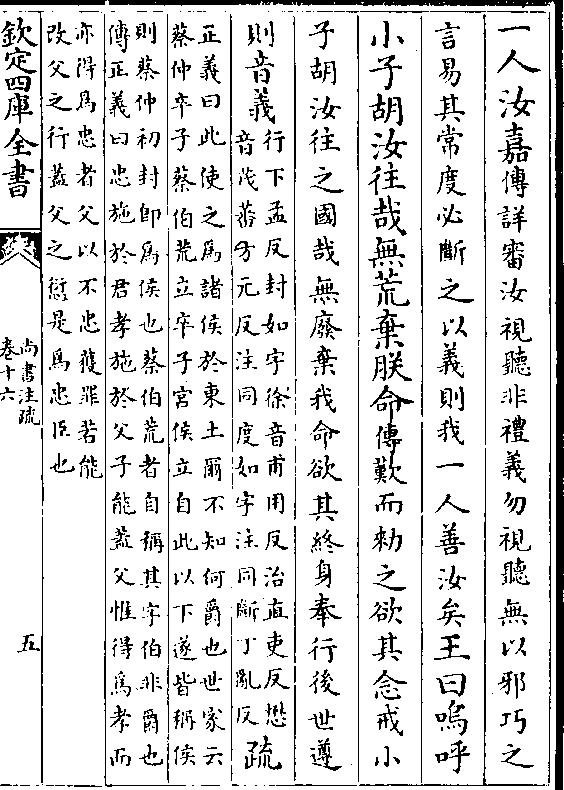 一人汝嘉傳詳審汝視聽非禮義勿視聽無以邪巧之
言易其常度必斷之以義則我一人善汝矣王曰嗚呼
小子胡汝往哉無荒棄朕命傳歎而勑之欲其念戒小
子胡汝往之國哉無廢棄我命欲其終身奉行後世遵
則音義行下孟反封如字徐音甫用反治直吏反懋
音茂蕃方元反注同度如字注同斷丁亂反疏
正義曰此使之為諸侯於東土爾不知何爵也世家云
蔡仲卒子蔡伯荒立卒子宮侯立自此以下遂皆稱侯
則蔡仲初封即為侯也蔡伯荒者自稱其字伯非爵也
傳正義曰忠施於君孝施於父子能蓋父惟得為孝而
亦得為忠者父以不忠獲罪若能
改父之行蓋父之愆是為忠臣也
欽定四庫全書
尚書注疏
卷十六
五